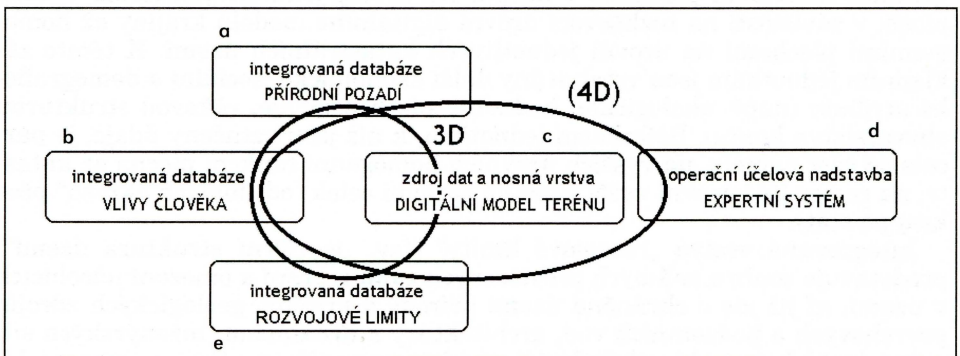 a
integrovaná databáze
PŘÍRODNÍ POZADÍ
(4D)
3D
b
c
d
integrovaná databáze
VLIVY ČLOVĚKA
zdroj dat a nosná vrstva
DIGITÁLNÍ MODEL TERÉNU
operační účelová nadstavba
EXPERTNÍ SYSTÉM
integrovaná databáze
ROZVOJOVÉ LIMITY
e